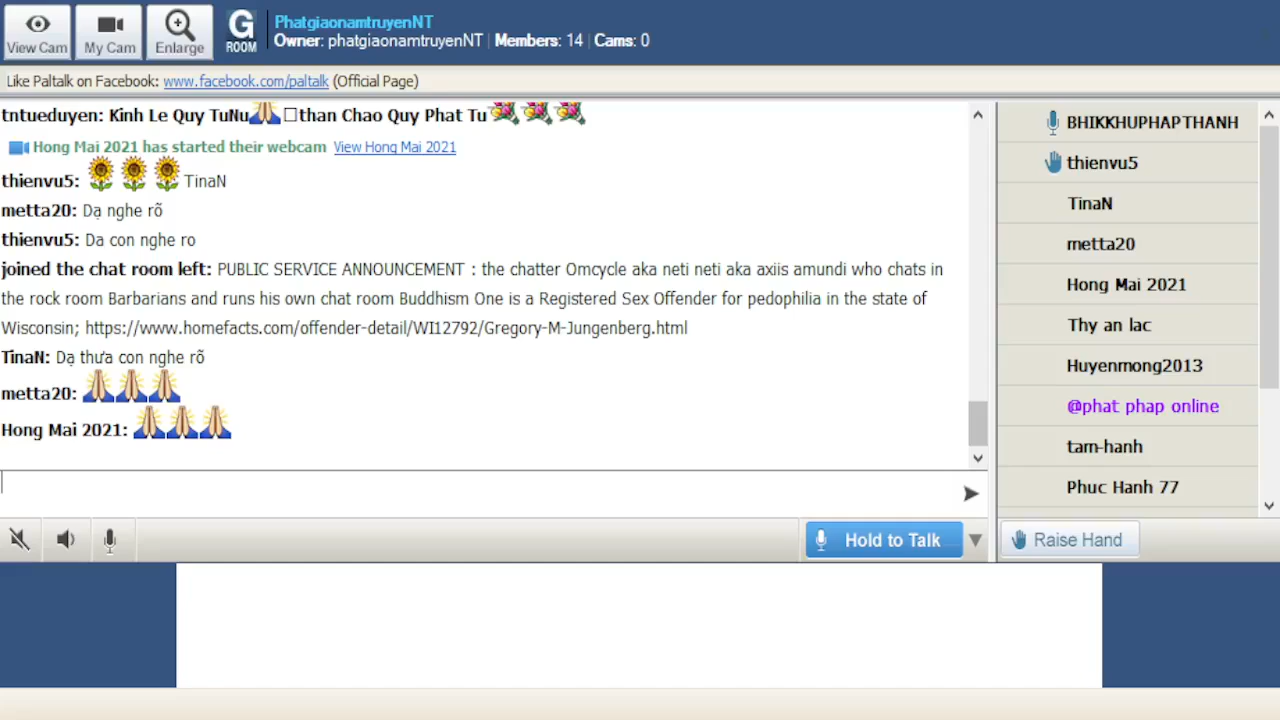 PhatgiaonamtruyenNT
View Cam My Cam Enlarge G ROOM Owner: phatgiaonamtruyenNT | Members: 14 | Cams: 0
Like Paltalk on Facebook: www.facebook.com/paltalk (Official Page)
tntueduyen: Kinh Le Quy TuNu🙏 □than Chao Quy Phat Tu
Hong Mai 2021 has started their webcam View Hong Mai 2021
thienvu5: 🌻🌻🌻 TinaN
metta20: Dạ nghe rõ
thienvu5: Da con nghe ro
joined the chat room left: PUBLIC SERVICE ANNOUNCEMENT : the chatter Omcycle aka neti neti aka axiis amundi who chats in
the rock room Barbarians and runs his own chat room Buddhism One is a Registered Sex Offender for pedophilia in the state of
Wisconsin; https://www.homefacts.com/offender-detail/WI12792/Gregory-M-Jungenberg.html
TinaN: Dạ thưa con nghe rõ
metta20: 🙏🙏🙏
Hong Mai 2021: 🙏🙏🙏
BHIKKHUPHAPTHANH
thienvu5
TinaN
metta20
Hong Mai 2021
Thy an lac
Huyenmong2013
@phat phap online
tam-hanh
Phuc Hanh 77
Hold to Talk
Raise Hand